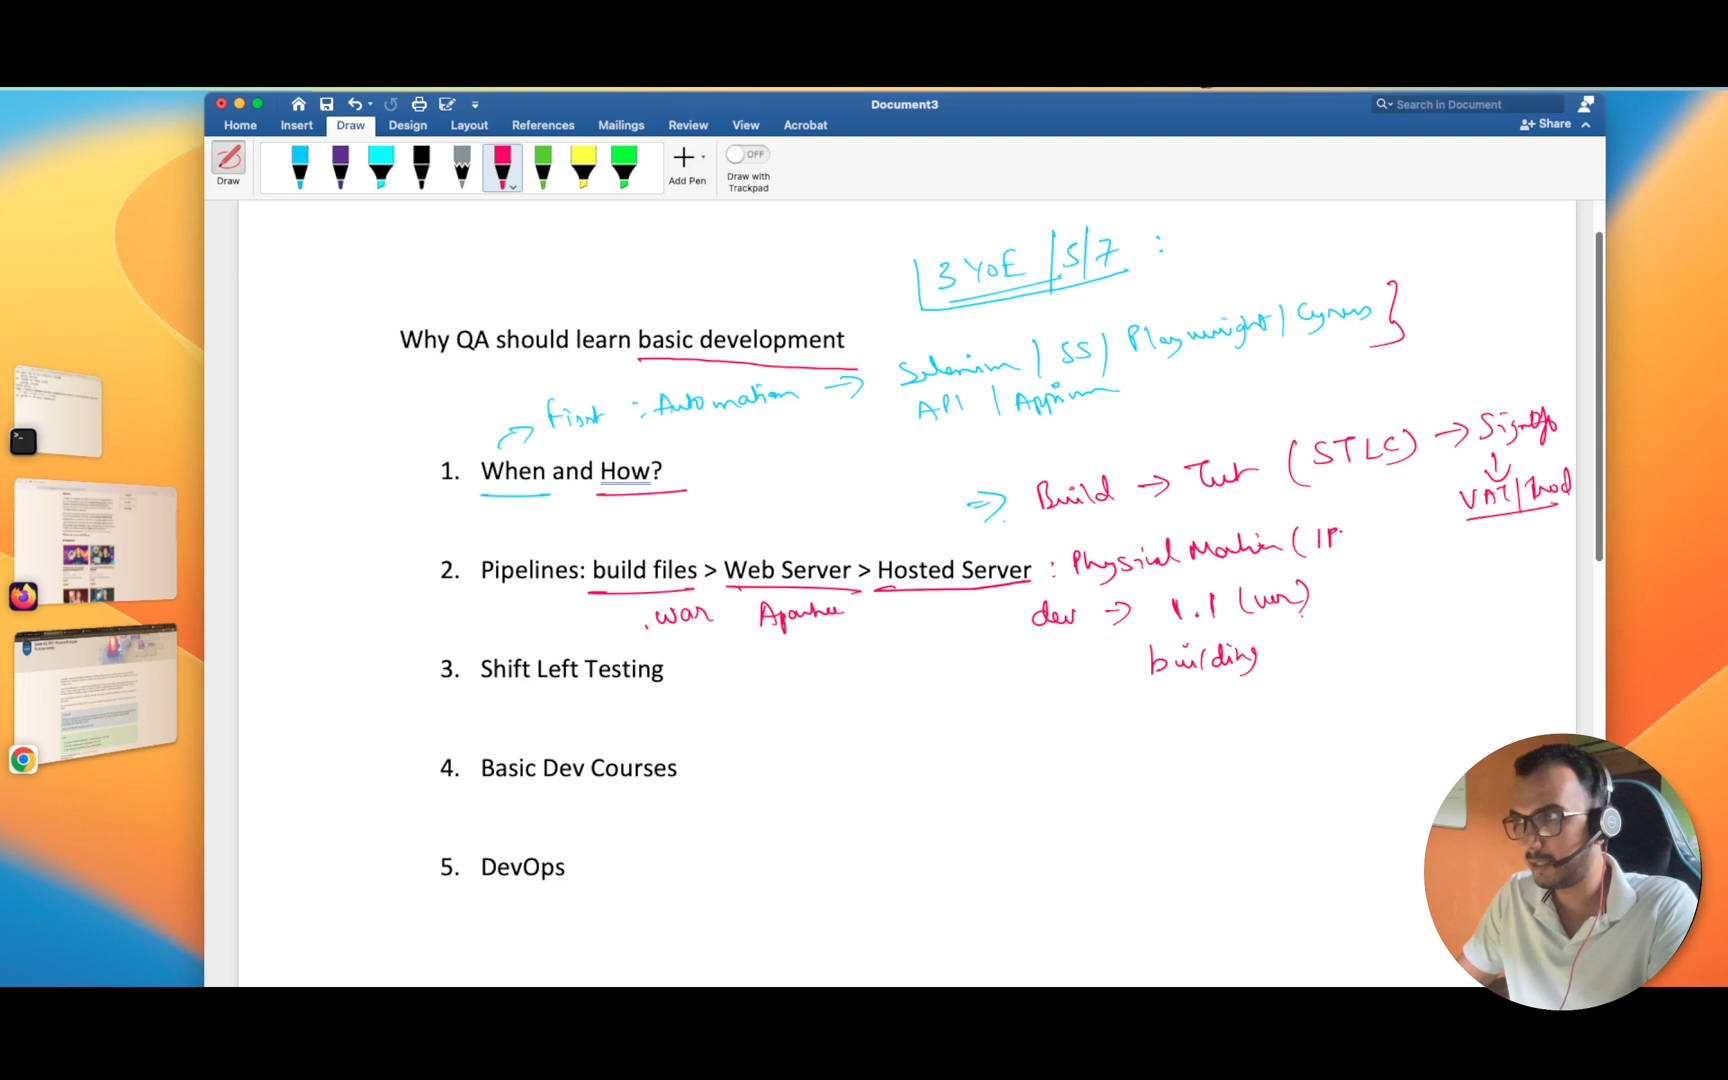 Document3
Search in Document
Home Insert Draw Design Layout References Mailings Review View Acrobat
Share
Draw
Add Pen
OFF
Draw with
Trackpad
3 YOE / 5/7 :
Why QA should learn basic development
Selenium / SS / Playwright / Cypress }
First : Automation →
API / Appium
1. When and How?
⇒ Build → Test (STLC) → Signoff
↓
UAT / Prod
2. Pipelines: build files > Web Server > Hosted Server : Physical Machin (IP.
.war Apache
dev → 1.1 (war)
building
3. Shift Left Testing
4. Basic Dev Courses
5. DevOps